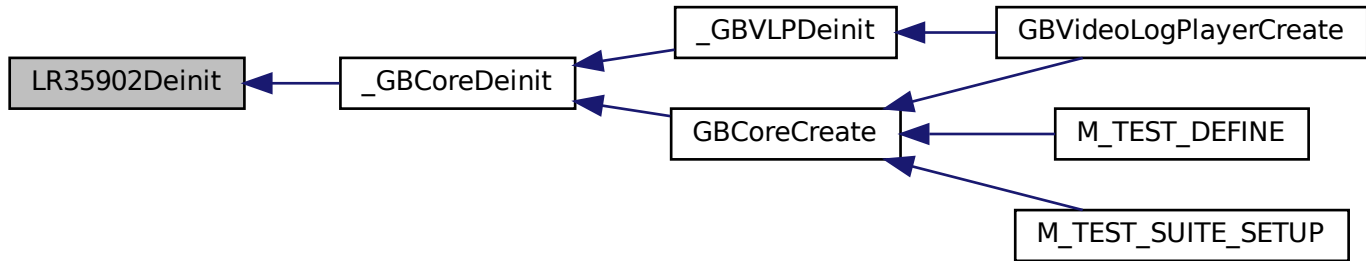 LR35902Deinit
_GBCoreDeinit
_GBVLPDeinit
GBCoreCreate
GBVideoLogPlayerCreate
M_TEST_DEFINE
M_TEST_SUITE_SETUP